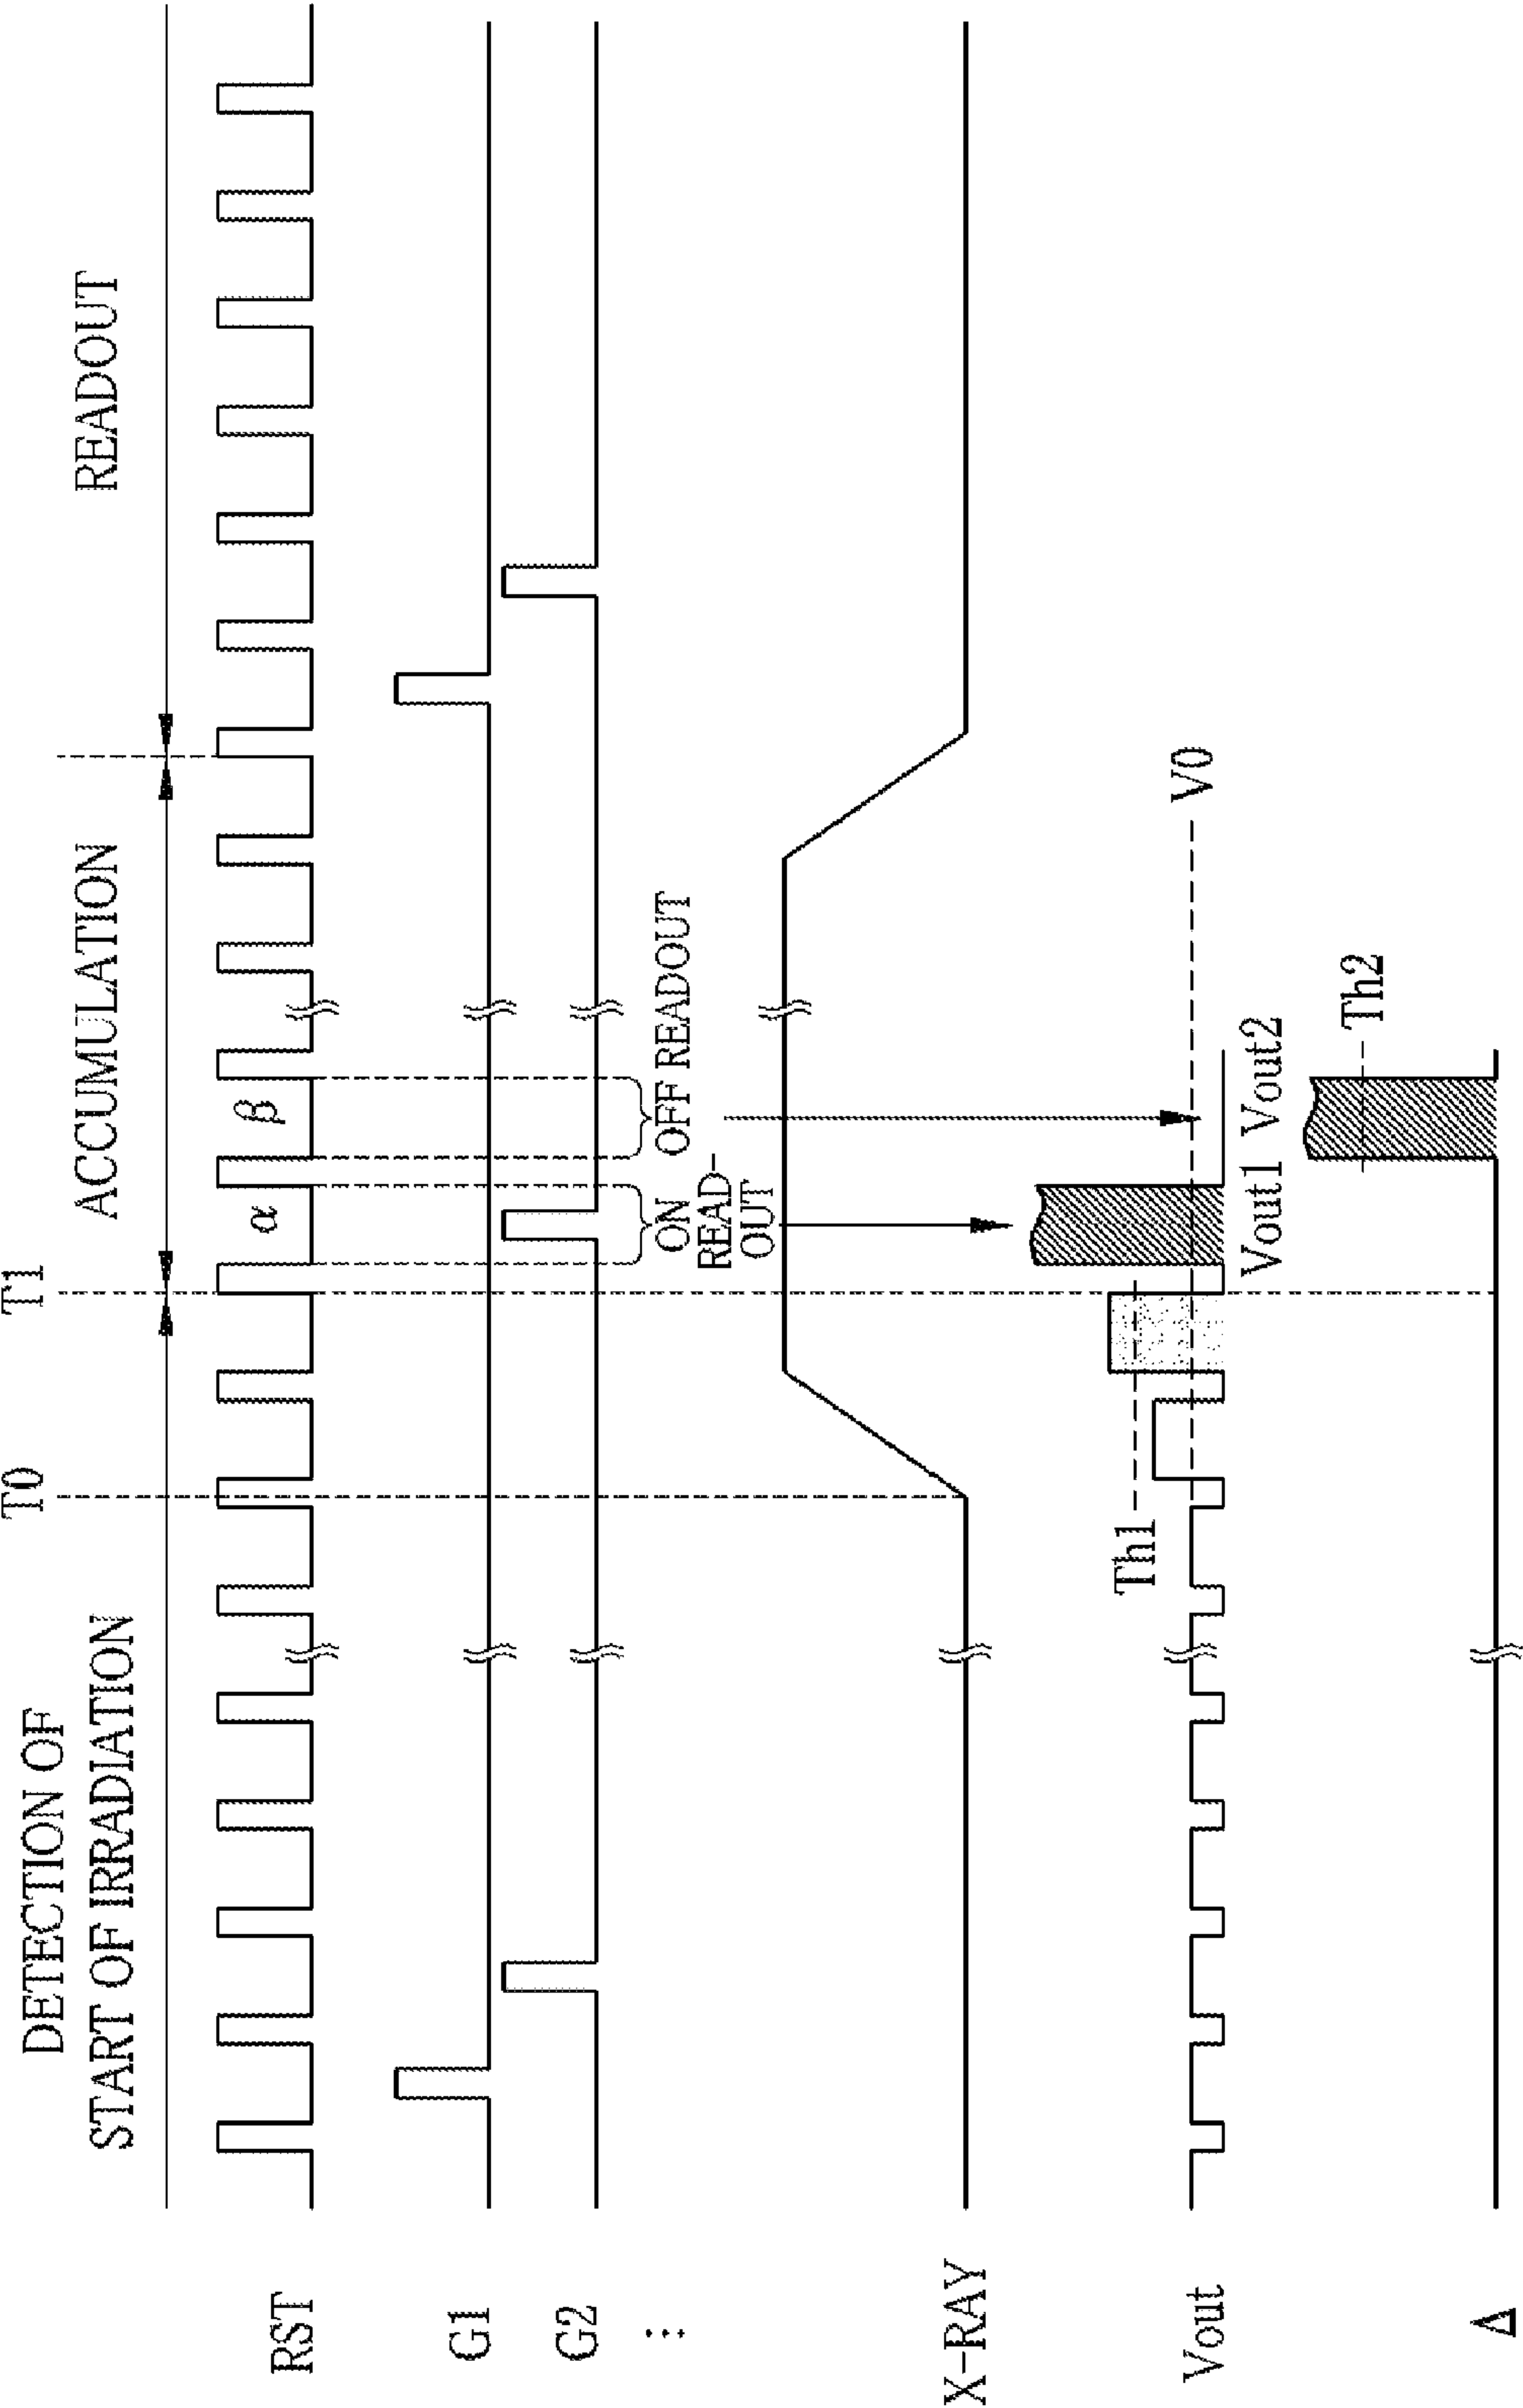 DETECTION OF
START OF IRRADIATION
T0
T1
ACCUMULATION
READOUT
RST
α
β
G1
G2
⋮
ON
READ-
OUT
OFF READOUT
X-RAY
Vout
Th1
V0
Vout1 Vout2
Th2
Δ